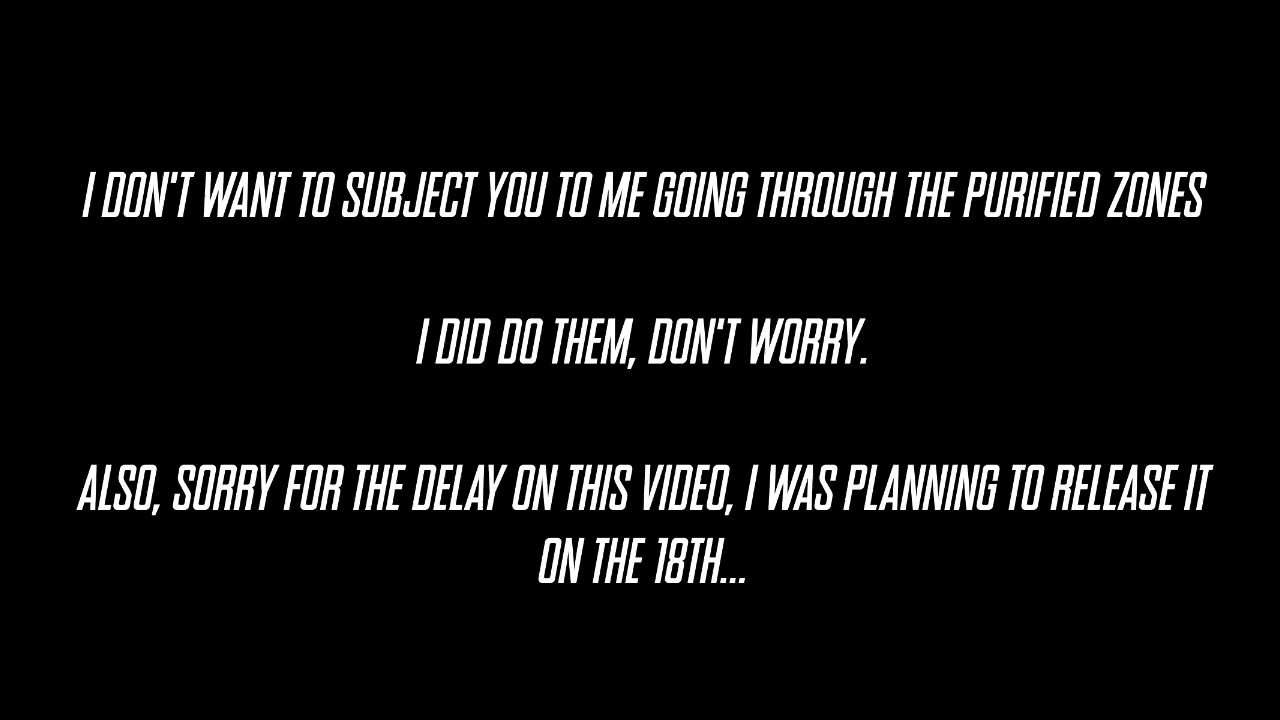 I DON'T WANT TO SUBJECT YOU TO ME GOING THROUGH THE PURIFIED ZONES
I DID DO THEM, DON'T WORRY.
ALSO, SORRY FOR THE DELAY ON THIS VIDEO, I WAS PLANNING TO RELEASE IT
ON THE 18TH...